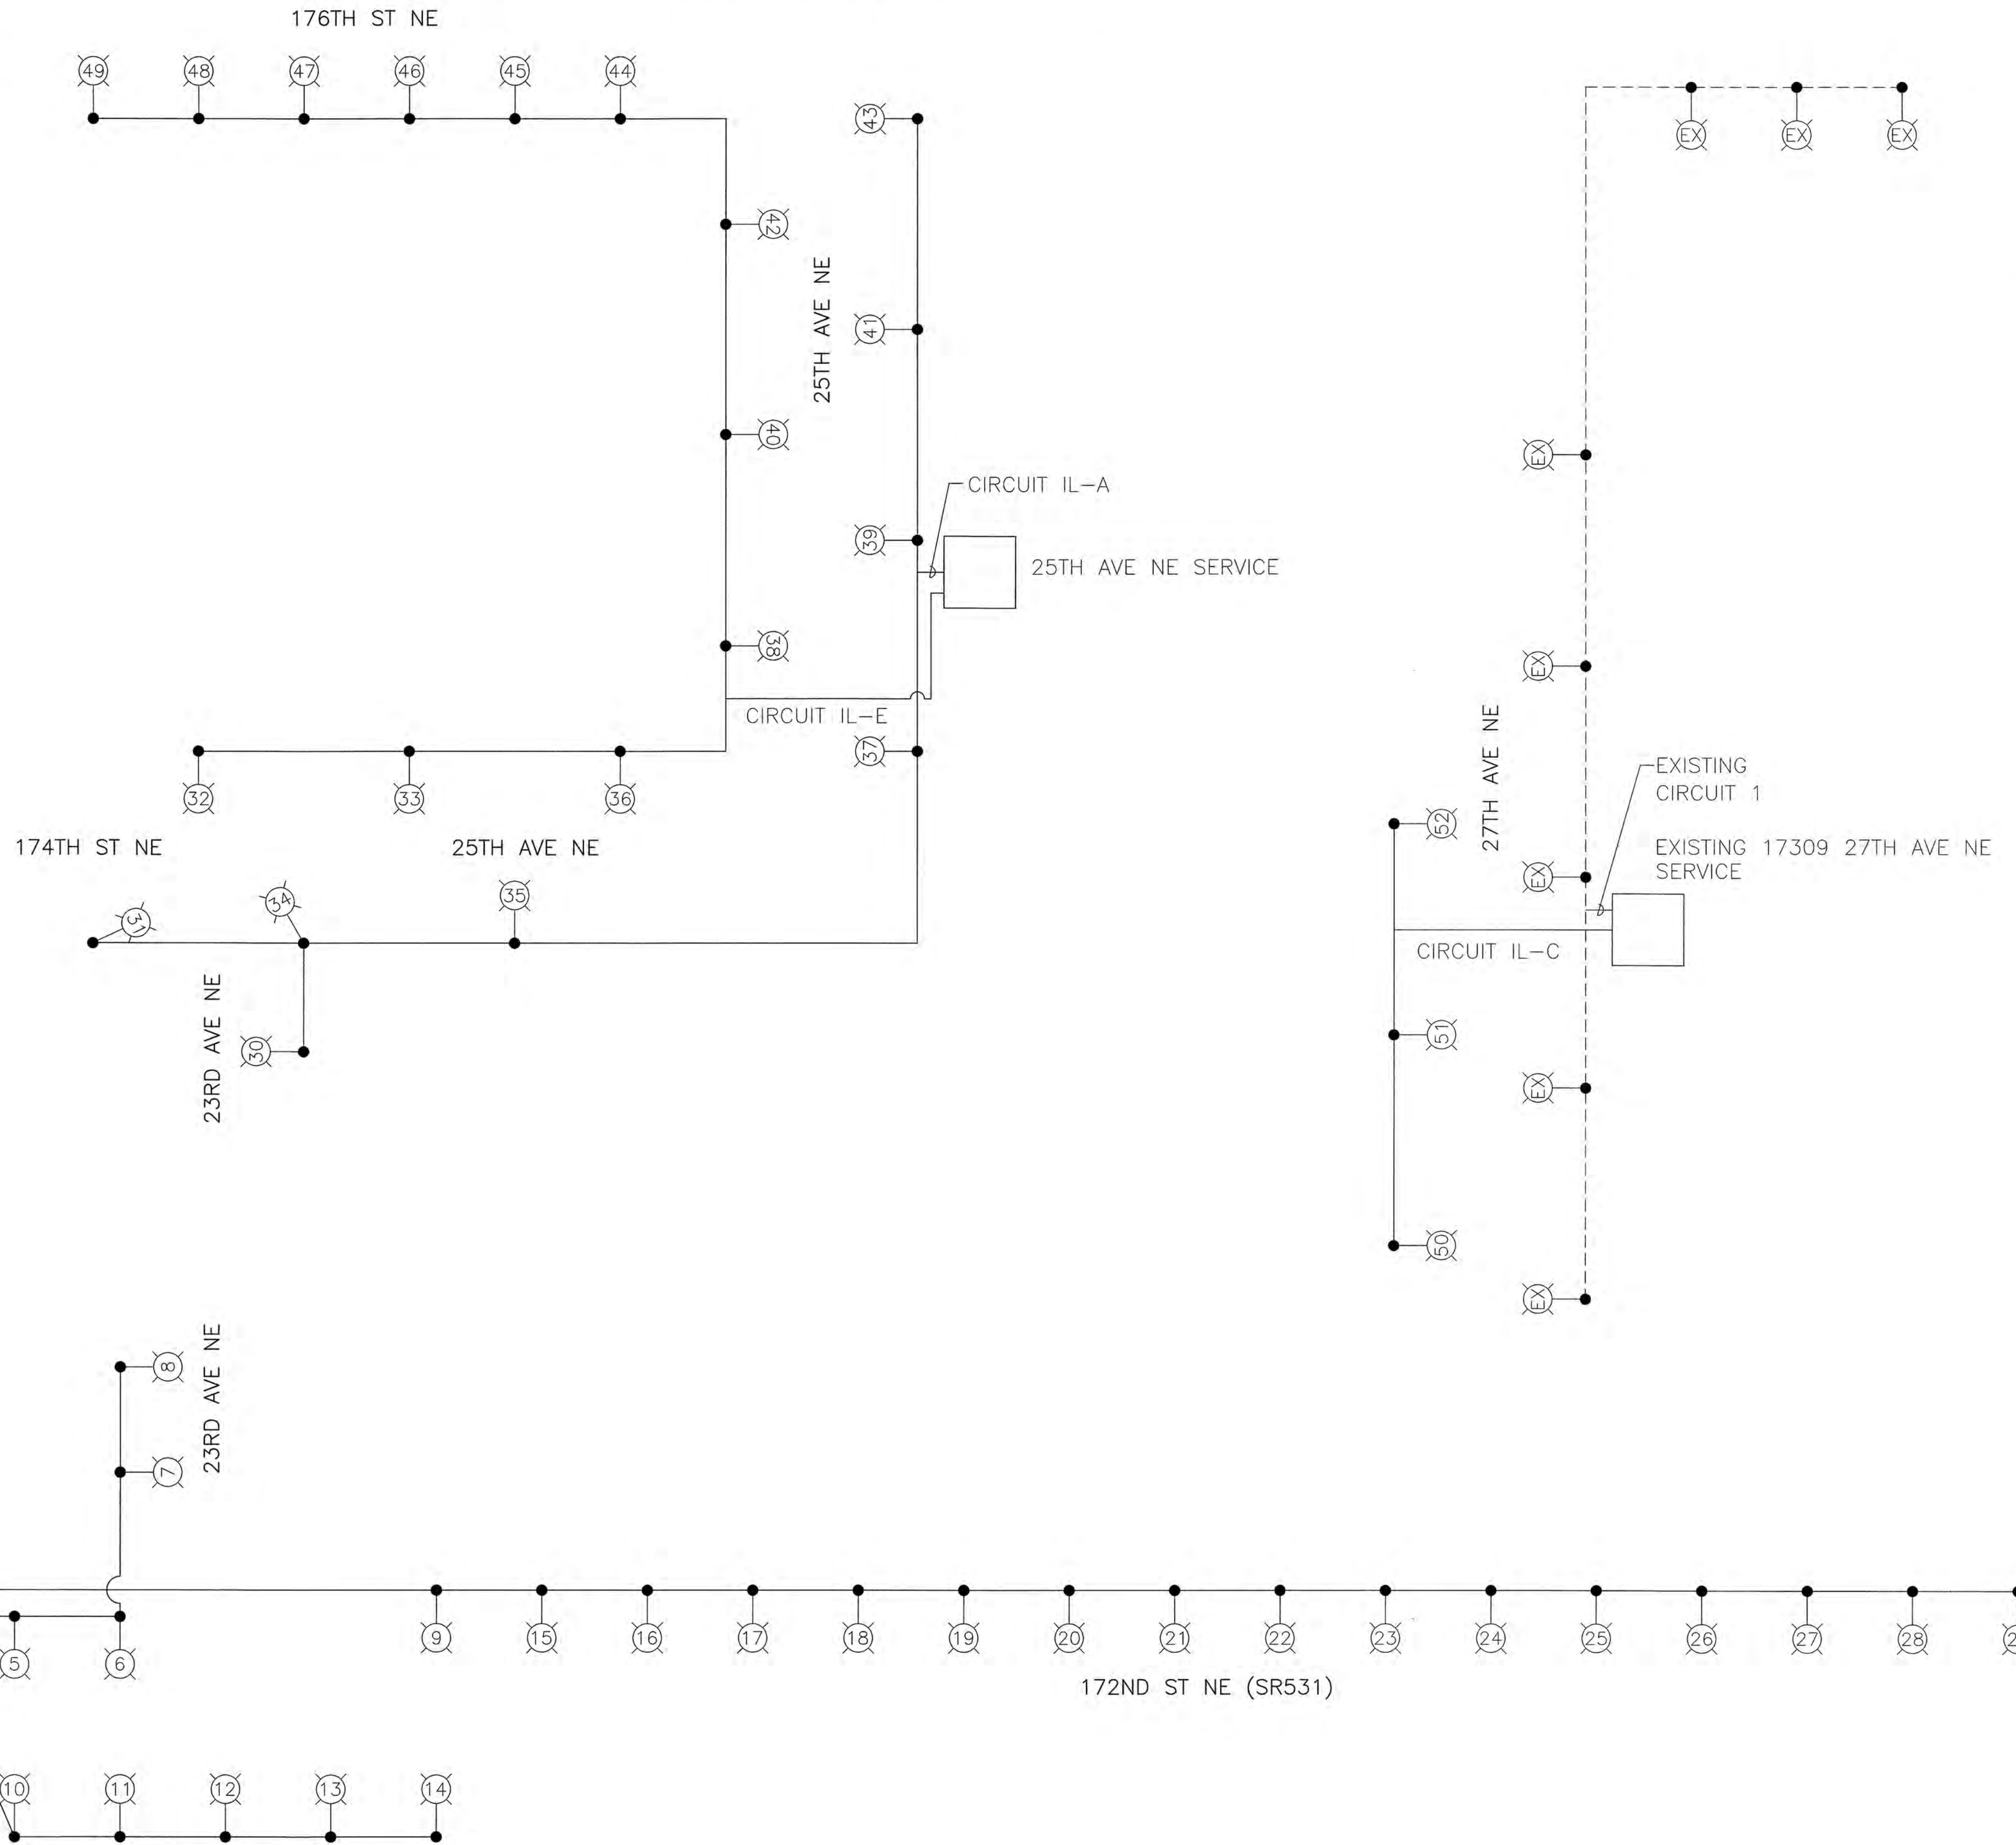 176TH ST NE
49
48
47
46
45
44
43
EX
EX
EX
42
25TH AVE NE
41
40
EX
CIRCUIT IL-A
39
25TH AVE NE SERVICE
38
EX
CIRCUIT IL-E
37
32
33
36
27TH AVE NE
EXISTING
CIRCUIT 1
52
174TH ST NE
25TH AVE NE
EXISTING 17309 27TH AVE NE
SERVICE
EX
31
34
35
CIRCUIT IL-C
23RD AVE NE
30
51
EX
50
EX
8
23RD AVE NE
7
5
6
9
15
16
17
18
19
20
21
22
23
24
25
26
27
28
172ND ST NE (SR531)
10
11
12
13
14